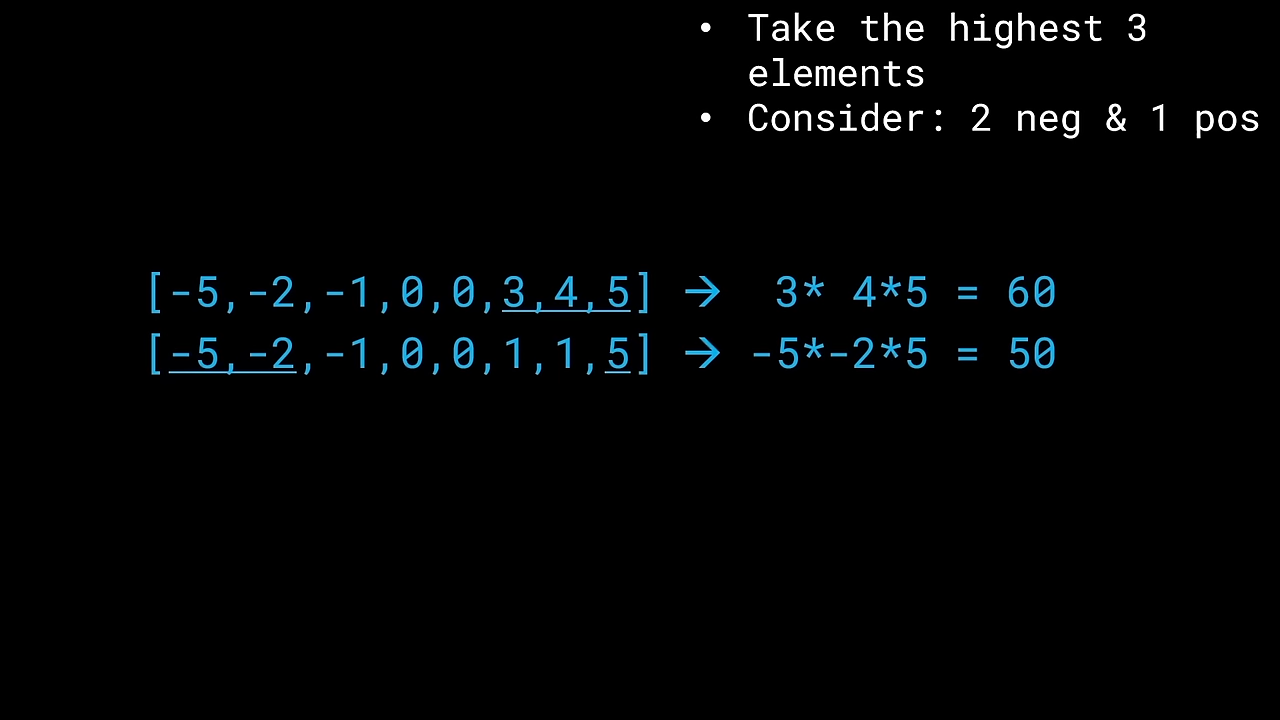 • Take the highest 3
elements
• Consider: 2 neg & 1 pos
[-5,-2,-1,0,0,3,4,5] → 3* 4*5 = 60
[-5,-2,-1,0,0,1,1,5] → -5*-2*5 = 50